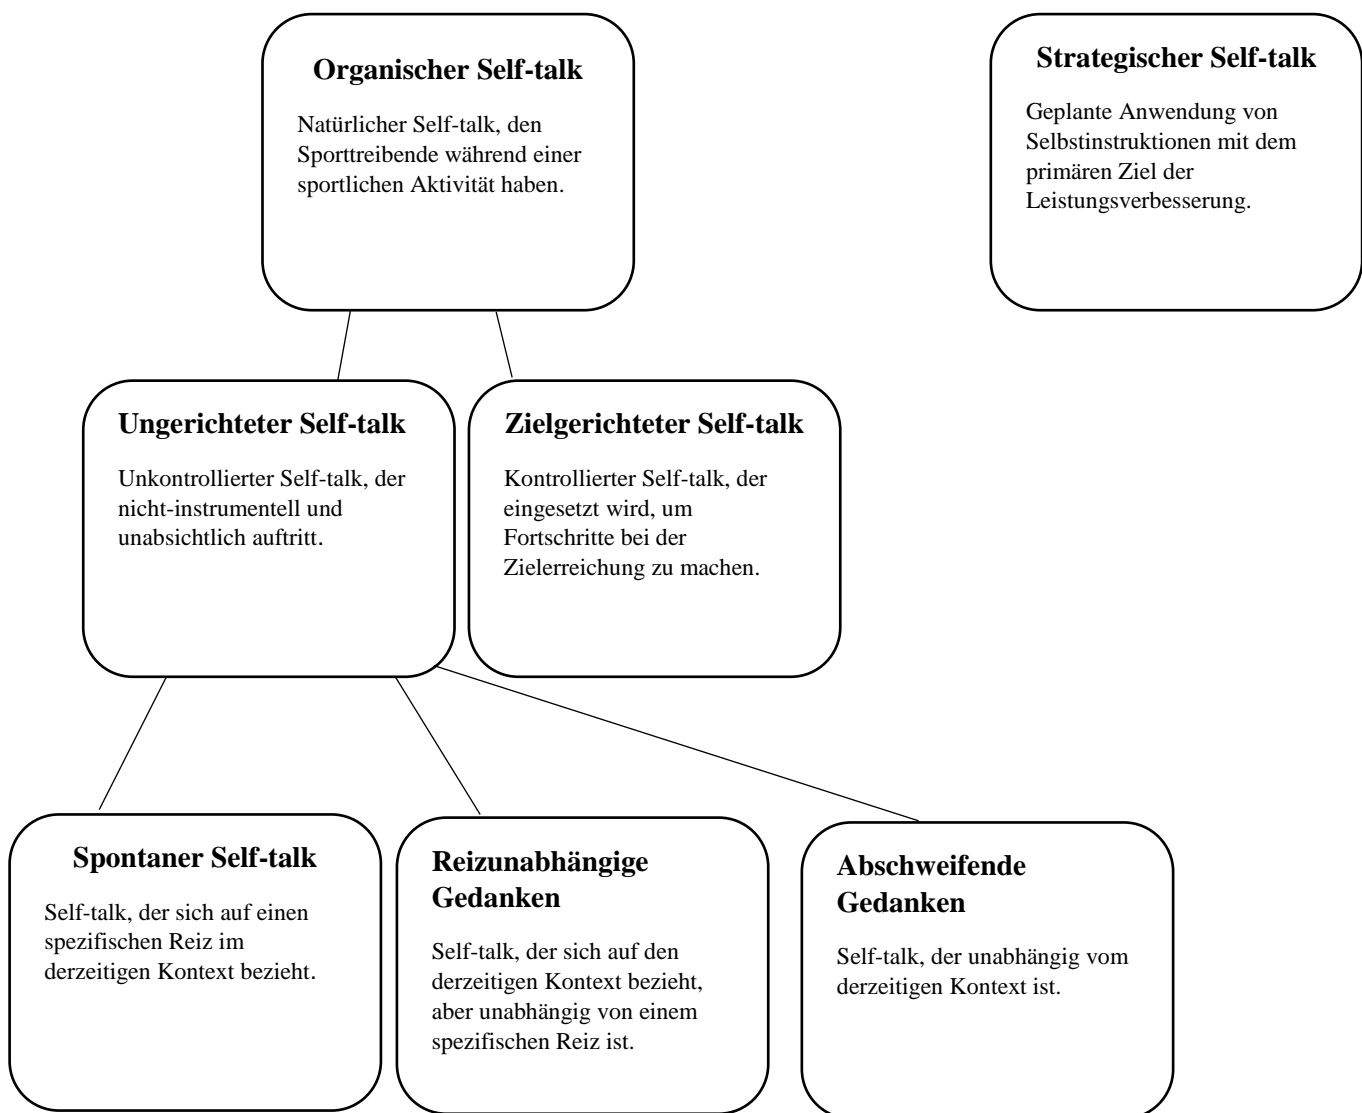 Organischer Self-talk
Natürlicher Self-talk, den
Sporttreibende während einer
sportlichen Aktivität haben.
Strategischer Self-talk
Geplante Anwendung von
Selbstinstruktionen mit dem
primären Ziel der
Leistungsverbesserung.
Ungerichteter Self-talk
Unkontrollierter Self-talk, der
nicht-instrumentell und
unabsichtlich auftritt.
Zielgerichteter Self-talk
Kontrollierter Self-talk, der
eingesetzt wird, um
Fortschritte bei der
Zielerreichung zu machen.
Spontaner Self-talk
Self-talk, der sich auf einen
spezifischen Reiz im
derzeitigen Kontext bezieht.
Reizunabhängige
Gedanken
Self-talk, der sich auf den
derzeitigen Kontext bezieht,
aber unabhängig von einem
spezifischen Reiz ist.
Abschweifende
Gedanken
Self-talk, der unabhängig vom
derzeitigen Kontext ist.